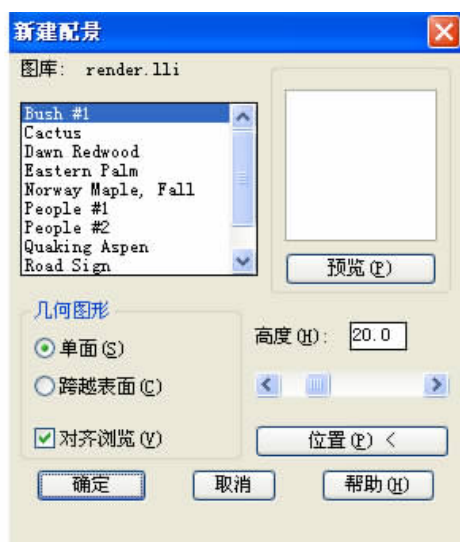 新建配景
图库: render.lli
Bush #1
Cactus
Dawn Redwood
Eastern Palm
Norway Maple, Fall
People #1
People #2
Quaking Aspen
Road Sign
预览(P)
几何图形
单面(S)
跨越表面(C)
对齐浏览(V)
高度(H): 20.0
位置(P) <
确定
取消
帮助(H)